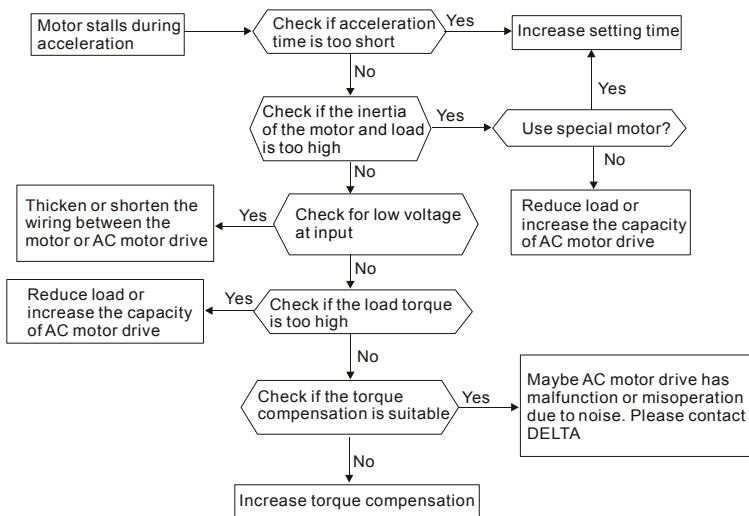 Motor stalls during
acceleration
Check if acceleration
time is too short
Yes
Increase setting time
No
Yes
Check if the inertia
of the motor and load
is too high
Yes
Use special motor?
No
No
Thicken or shorten the
wiring between the
motor or AC motor drive
Yes
Check for low voltage
at input
Reduce load or
increase the capacity
of AC motor drive
No
Reduce load or
increase the capacity
of AC motor drive
Yes
Check if the load torque
is too high
No
Check if the torque
compensation is suitable
Yes
Maybe AC motor drive has
malfunction or misoperation
due to noise. Please contact
DELTA
No
Increase torque compensation